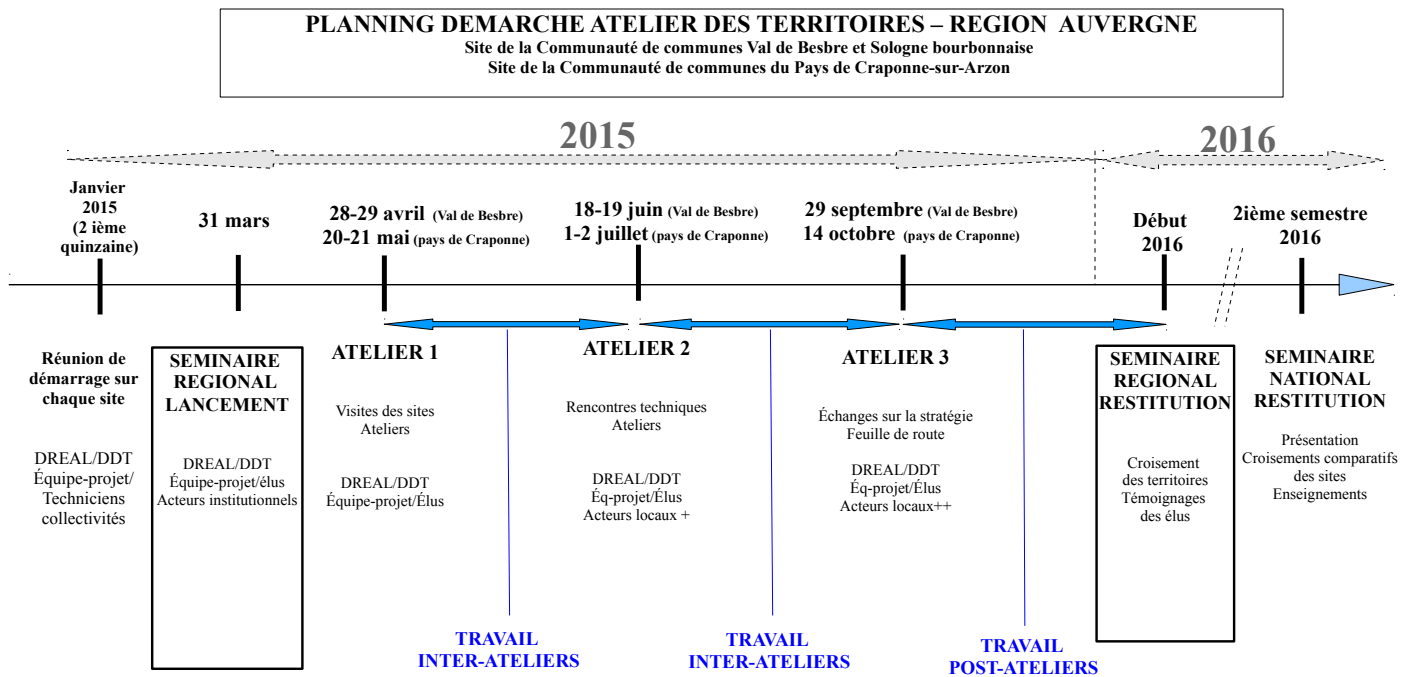 PLANNING DEMARCHE ATELIER DES TERRITOIRES – REGION AUVERGNE
Site de la Communauté de communes Val de Besbre et Sologne bourbonnaise
Site de la Communauté de communes du Pays de Craponne-sur-Arzon
2015
2016
Janvier
2015
(2 ième
quinzaine)
31 mars
28-29 avril (Val de Besbre)
20-21 mai (pays de Craponne)
18-19 juin (Val de Besbre)
1-2 juillet (pays de Craponne)
29 septembre (Val de Besbre)
14 octobre (pays de Craponne)
Début
2016
2ième semestre
2016
Réunion de
démarrage sur
chaque site
DREAL/DDT
Équipe-projet/
Techniciens
collectivités
SEMINAIRE
REGIONAL
LANCEMENT
DREAL/DDT
Équipe-projet/élus
Acteurs institutionnels
ATELIER 1
Visites des sites
Ateliers
DREAL/DDT
Équipe-projet/Élus
ATELIER 2
Rencontres techniques
Ateliers
DREAL/DDT
Éq-projet/Élus
Acteurs locaux +
ATELIER 3
Échanges sur la stratégie
Feuille de route
DREAL/DDT
Éq-projet/Élus
Acteurs locaux++
SEMINAIRE
REGIONAL
RESTITUTION
Croisement
des territoires
Témoignages
des élus
SEMINAIRE
NATIONAL
RESTITUTION
Présentation
Croisements comparatifs
des sites
Enseignements
TRAVAIL
INTER-ATELIERS
TRAVAIL
INTER-ATELIERS
TRAVAIL
POST-ATELIERS